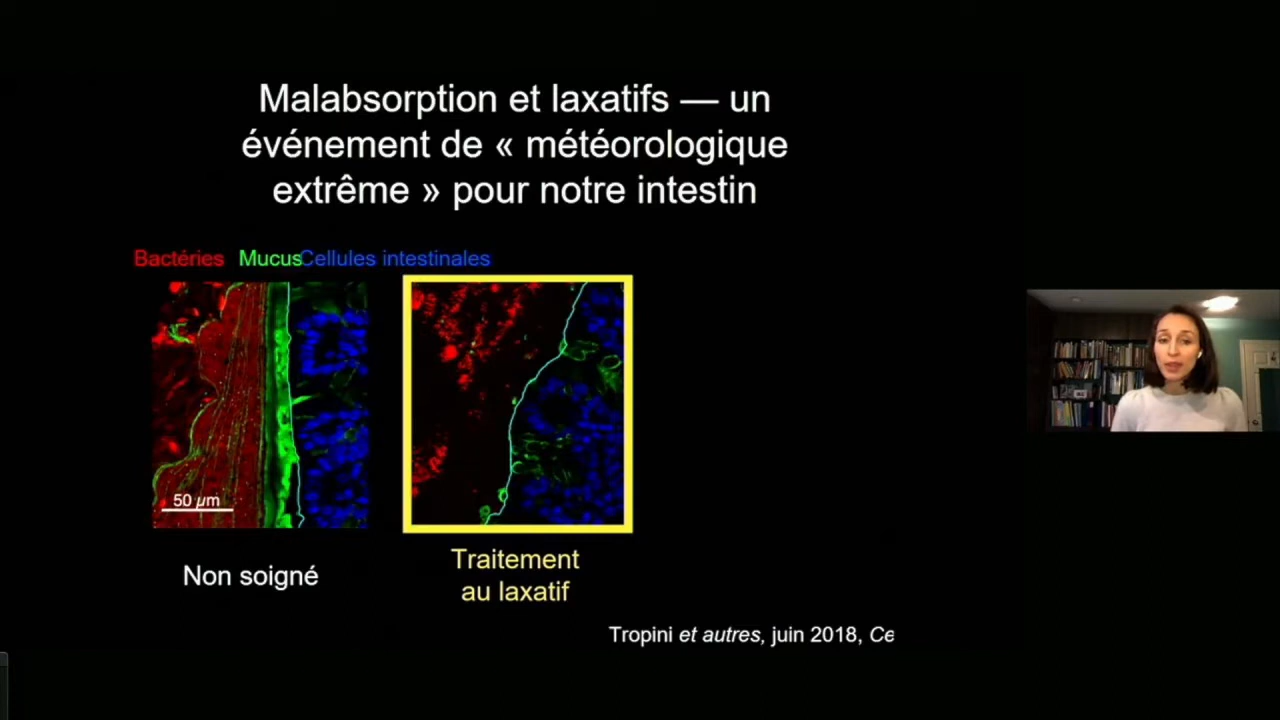 Malabsorption et laxatifs — un
événement de « météorologique
extrême » pour notre intestin
Bactéries Mucus Cellules intestinales
50 µm
Non soigné
Traitement
au laxatif
Tropini et autres, juin 2018, Ce